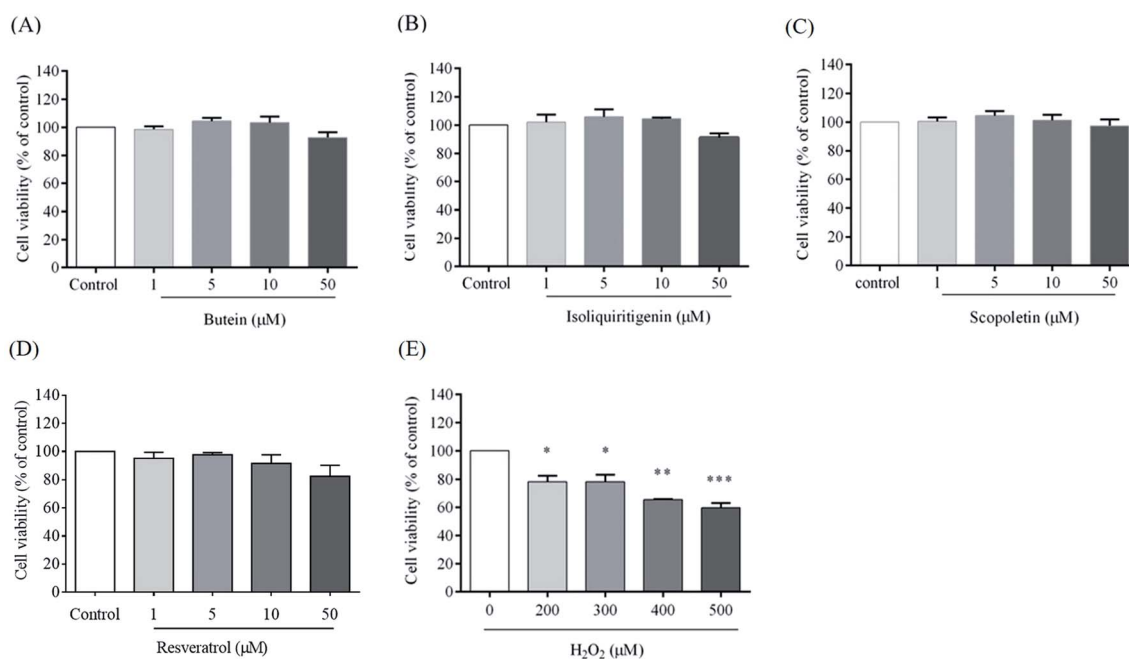 (A)
Cell viability (% of control)
140
120
100
80
60
40
20
0
Control 1 5 10 50
Butein (μM)
(B)
Cell viability (% of control)
140
120
100
80
60
40
20
0
Control 1 5 10 50
Isoliquiritigenin (μM)
(C)
Cell viability (% of control)
140
120
100
80
60
40
20
0
control 1 5 10 50
Scopoletin (μM)
(D)
Cell viability (% of control)
140
120
100
80
60
40
20
0
Control 1 5 10 50
Resveratrol (μM)
(E)
Cell viability (% of control)
140
120
100
80
60
40
20
0
* * ** ***
0 200 300 400 500
H₂O₂ (μM)